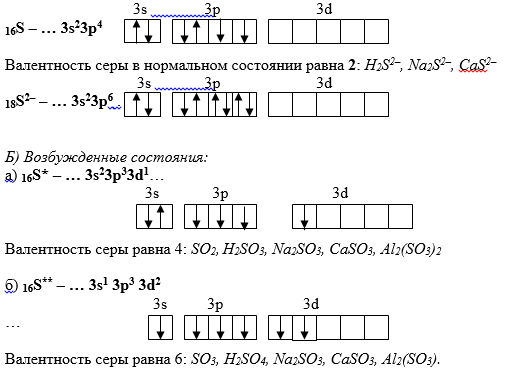 3s 3p 3d
₁₆S – … 3s²3p⁴
Валентность серы в нормальном состоянии равна 2: H₂S²⁻, Na₂S²⁻, CaS²⁻
3s 3p 3d
₁₈S²⁻ – … 3s²3p⁶
Б) Возбужденные состояния:
а) ₁₆S* – … 3s²3p³3d¹…
3s 3p 3d
Валентность серы равна 4: SO₂, H₂SO₃, Na₂SO₃, CaSO₃, Al₂(SO₃)₂
б) ₁₆S** – … 3s¹ 3p³ 3d²
3s 3p 3d
…
Валентность серы равна 6: SO₃, H₂SO₄, Na₂SO₃, CaSO₃, Al₂(SO₃).